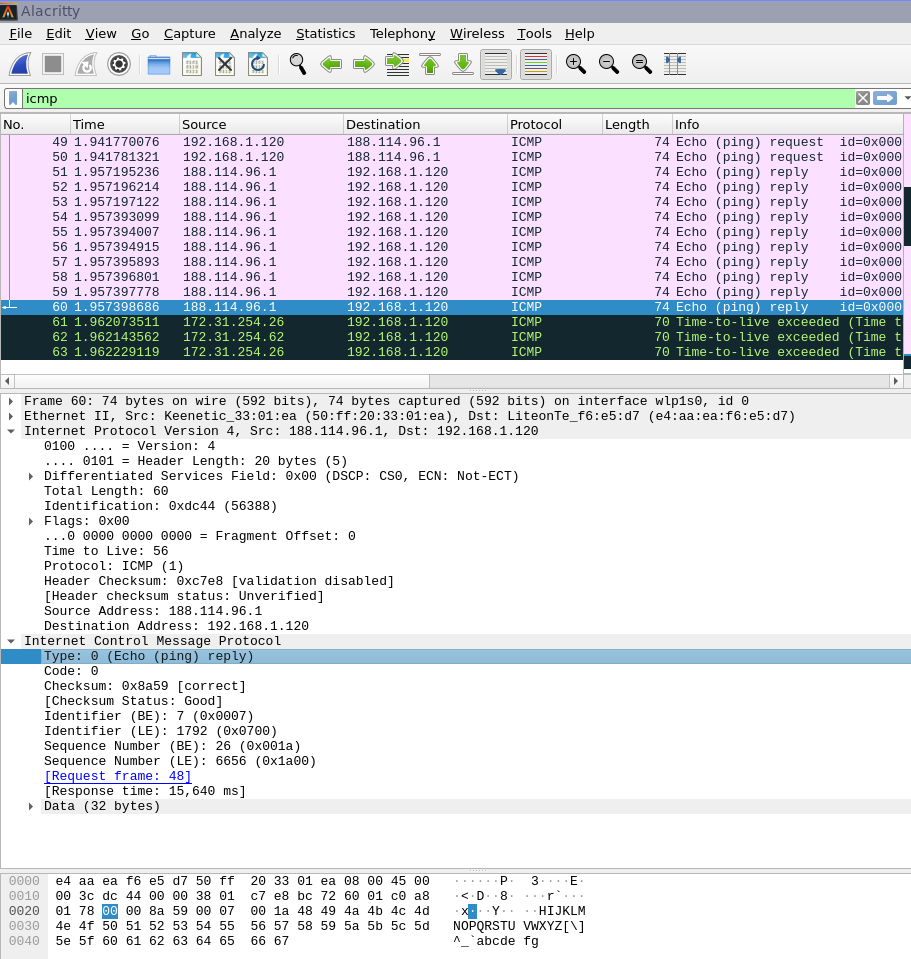 Alacritty
File Edit View Go Capture Analyze Statistics Telephony Wireless Tools Help
icmp
No. Time Source Destination Protocol Length Info
49 1.941770076 192.168.1.120 188.114.96.1 ICMP 74 Echo (ping) request id=0x000
50 1.941781321 192.168.1.120 188.114.96.1 ICMP 74 Echo (ping) request id=0x000
51 1.957195236 188.114.96.1 192.168.1.120 ICMP 74 Echo (ping) reply id=0x000
52 1.957196214 188.114.96.1 192.168.1.120 ICMP 74 Echo (ping) reply id=0x000
53 1.957197122 188.114.96.1 192.168.1.120 ICMP 74 Echo (ping) reply id=0x000
54 1.957393099 188.114.96.1 192.168.1.120 ICMP 74 Echo (ping) reply id=0x000
55 1.957394007 188.114.96.1 192.168.1.120 ICMP 74 Echo (ping) reply id=0x000
56 1.957394915 188.114.96.1 192.168.1.120 ICMP 74 Echo (ping) reply id=0x000
57 1.957395893 188.114.96.1 192.168.1.120 ICMP 74 Echo (ping) reply id=0x000
58 1.957396801 188.114.96.1 192.168.1.120 ICMP 74 Echo (ping) reply id=0x000
59 1.957397778 188.114.96.1 192.168.1.120 ICMP 74 Echo (ping) reply id=0x000
60 1.957398686 188.114.96.1 192.168.1.120 ICMP 74 Echo (ping) reply id=0x000
61 1.962073511 172.31.254.26 192.168.1.120 ICMP 70 Time-to-live exceeded (Time t
62 1.962143562 172.31.254.62 192.168.1.120 ICMP 70 Time-to-live exceeded (Time t
63 1.962229119 172.31.254.26 192.168.1.120 ICMP 70 Time-to-live exceeded (Time t
Frame 60: 74 bytes on wire (592 bits), 74 bytes captured (592 bits) on interface wlp1s0, id 0
Ethernet II, Src: Keenetic_33:01:ea (50:ff:20:33:01:ea), Dst: LiteonTe_f6:e5:d7 (e4:aa:ea:f6:e5:d7)
Internet Protocol Version 4, Src: 188.114.96.1, Dst: 192.168.1.120
0100 .... = Version: 4
.... 0101 = Header Length: 20 bytes (5)
Differentiated Services Field: 0x00 (DSCP: CS0, ECN: Not-ECT)
Total Length: 60
Identification: 0xdc44 (56388)
Flags: 0x00
...0 0000 0000 0000 = Fragment Offset: 0
Time to Live: 56
Protocol: ICMP (1)
Header Checksum: 0xc7e8 [validation disabled]
[Header checksum status: Unverified]
Source Address: 188.114.96.1
Destination Address: 192.168.1.120
Internet Control Message Protocol
Type: 0 (Echo (ping) reply)
Code: 0
Checksum: 0x8a59 [correct]
[Checksum Status: Good]
Identifier (BE): 7 (0x0007)
Identifier (LE): 1792 (0x0700)
Sequence Number (BE): 26 (0x001a)
Sequence Number (LE): 6656 (0x1a00)
[Request frame: 48]
[Response time: 15,640 ms]
Data (32 bytes)
0000 e4 aa ea f6 e5 d7 50 ff 20 33 01 ea 08 00 45 00 ······P· 3····E·
0010 00 3c dc 44 00 00 38 01 c7 e8 bc 72 60 01 c0 a8 ·<·D··8· ···r`···
0020 01 78 00 00 8a 59 00 07 00 1a 48 49 4a 4b 4c 4d ·x···Y·· ··HIJKLM
0030 4e 4f 50 51 52 53 54 55 56 57 58 59 5a 5b 5c 5d NOPQRSTU VWXYZ[\]
0040 5e 5f 60 61 62 63 64 65 66 67 ^_`abcde fg